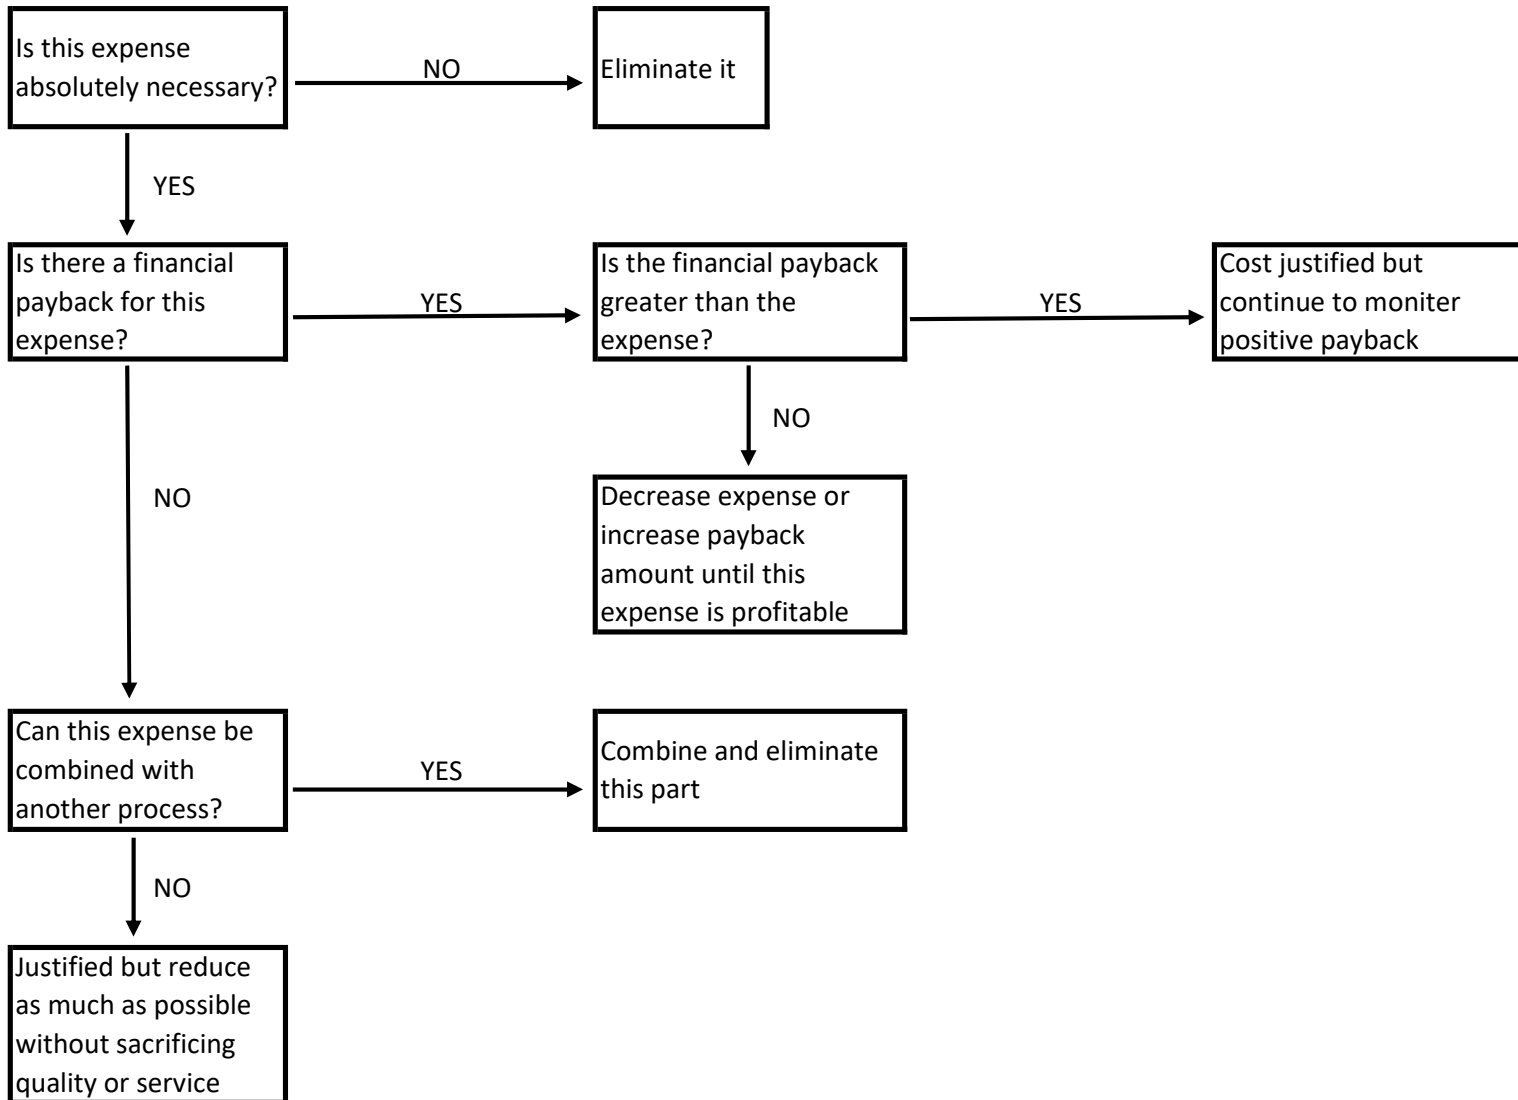 Is this expense
absolutely necessary?
NO
Eliminate it
YES
Is there a financial
payback for this
expense?
YES
Is the financial payback
greater than the
expense?
YES
Cost justified but
continue to moniter
positive payback
NO
Decrease expense or
increase payback
amount until this
expense is profitable
NO
Can this expense be
combined with
another process?
YES
Combine and eliminate
this part
NO
Justified but reduce
as much as possible
without sacrificing
quality or service